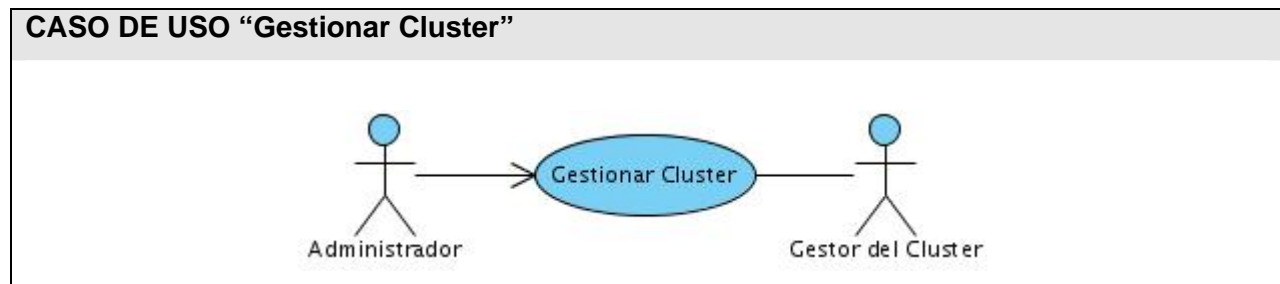 CASO DE USO “Gestionar Cluster”
Gestionar Cluster
Administrador
Gestor del Cluster